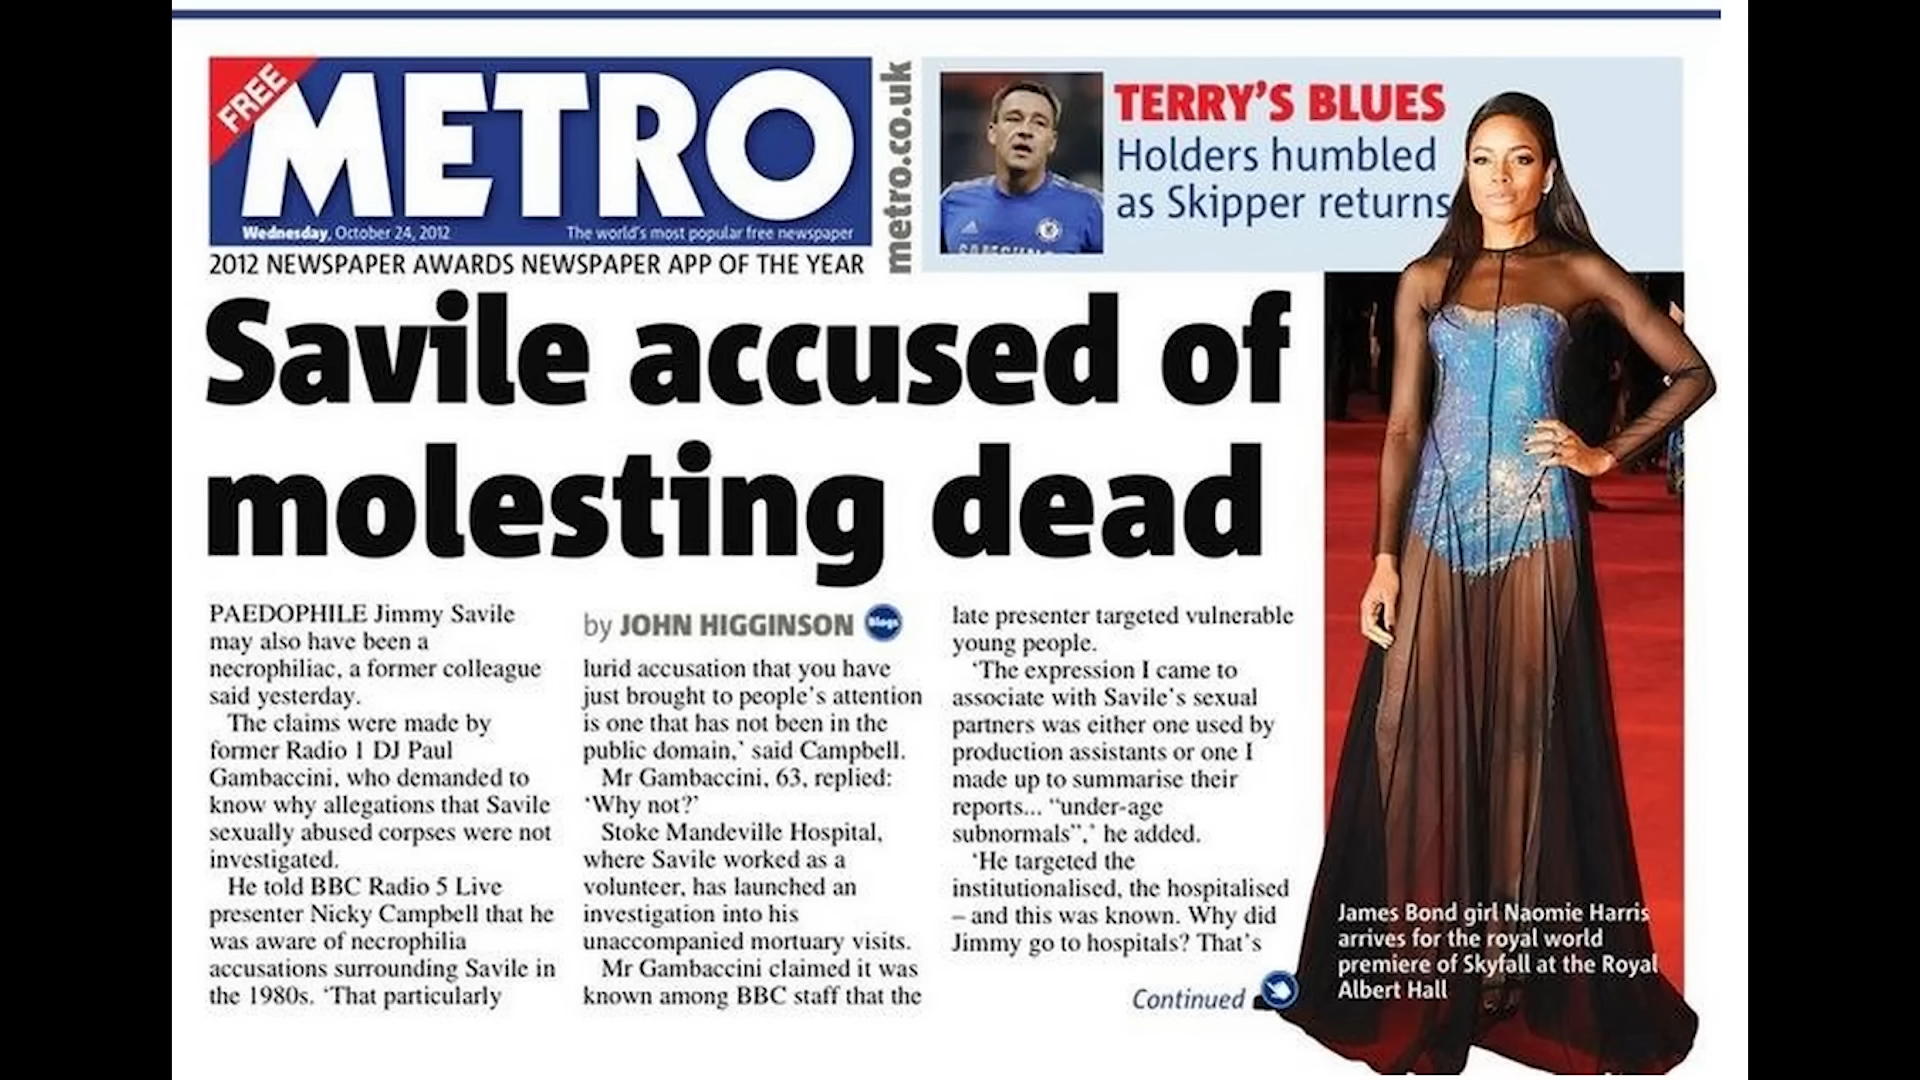 FREE
METRO
Wednesday, October 24, 2012
The world's most popular free newspaper
2012 NEWSPAPER AWARDS NEWSPAPER APP OF THE YEAR
metro.co.uk
TERRY'S BLUES
Holders humbled
as Skipper returns
SAMSUNG
Savile accused of
molesting dead
PAEDOPHILE Jimmy Savile
may also have been a
necrophiliac, a former colleague
said yesterday.
The claims were made by
former Radio 1 DJ Paul
Gambaccini, who demanded to
know why allegations that Savile
sexually abused corpses were not
investigated.
He told BBC Radio 5 Live
presenter Nicky Campbell that he
was aware of necrophilia
accusations surrounding Savile in
the 1980s. ‘That particularly
by JOHN HIGGINSON
Blogs
lurid accusation that you have
just brought to people’s attention
is one that has not been in the
public domain,’ said Campbell.
Mr Gambaccini, 63, replied:
‘Why not?’
Stoke Mandeville Hospital,
where Savile worked as a
volunteer, has launched an
investigation into his
unaccompanied mortuary visits.
Mr Gambaccini claimed it was
known among BBC staff that the
late presenter targeted vulnerable
young people.
‘The expression I came to
associate with Savile’s sexual
partners was either one used by
production assistants or one I
made up to summarise their
reports... “under-age
subnormals”,’ he added.
‘He targeted the
institutionalised, the hospitalised
– and this was known. Why did
Jimmy go to hospitals? That’s
Continued
James Bond girl Naomie Harris
arrives for the royal world
premiere of Skyfall at the Royal
Albert Hall